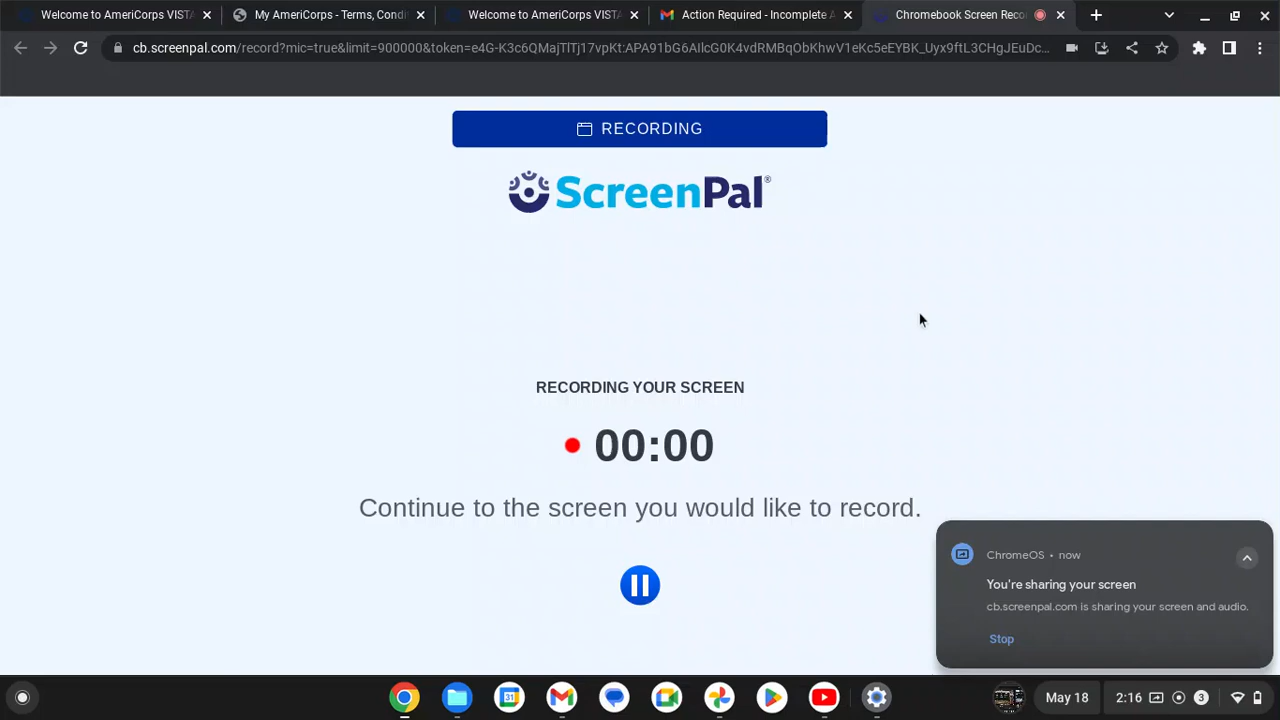 Welcome to AmeriCorps VISTA
My AmeriCorps - Terms, Condi
Welcome to AmeriCorps VISTA
Action Required - Incomplete A
Chromebook Screen Reco
cb.screenpal.com/record?mic=true&limit=900000&token=e4G-K3c6QMajTlTj17vpKt:APA91bG6AIlcG0K4vdRMBqObKhwV1eKc5eEYBK_Uyx9ftL3CHgJEuDc...
RECORDING
ScreenPal®
RECORDING YOUR SCREEN
00:00
Continue to the screen you would like to record.
ChromeOS • now
You're sharing your screen
cb.screenpal.com is sharing your screen and audio.
Stop
31
May 18
2:16
3